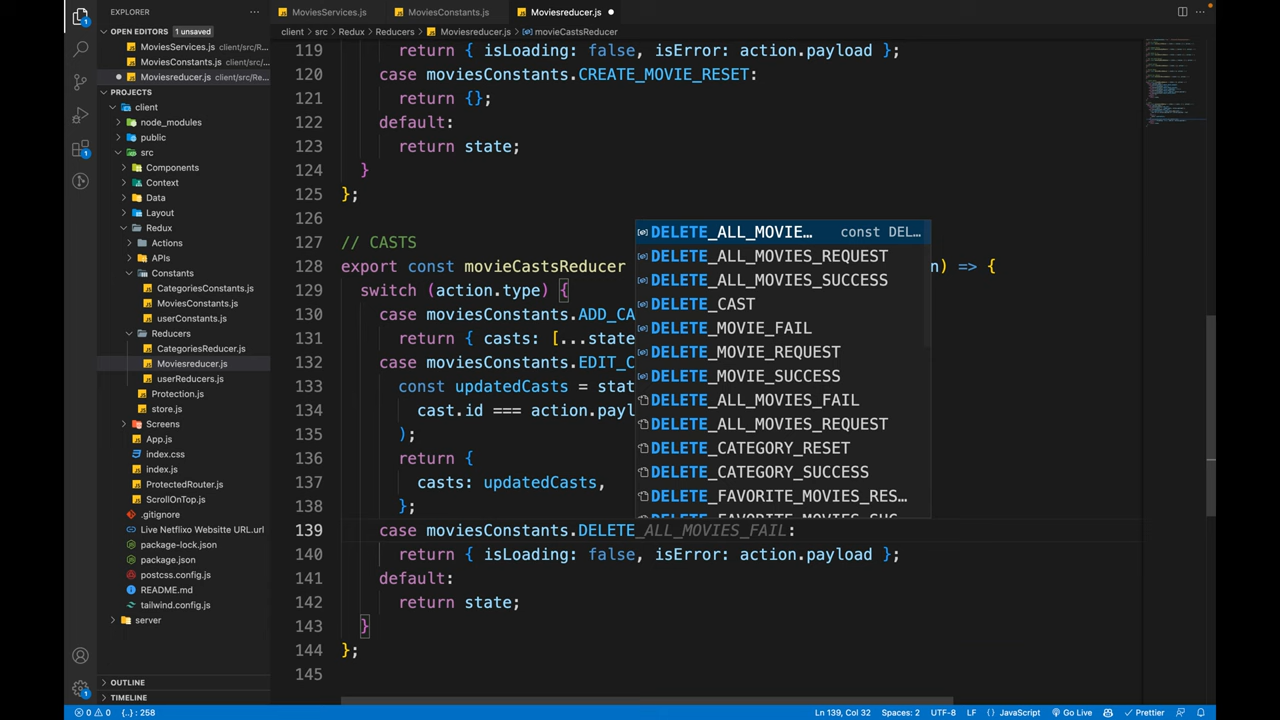 EXPLORER
OPEN EDITORS 1 unsaved
MoviesServices.js client/src/R...
MoviesConstants.js client/src/...
Moviesreducer.js client/src/Re...
PROJECTS
client
node_modules
public
src
Components
Context
Data
Layout
Redux
Actions
APIs
Constants
CategoriesConstants.js
MoviesConstants.js
userConstants.js
Reducers
CategoriesReducer.js
Moviesreducer.js
userReducers.js
Protection.js
store.js
Screens
App.js
index.css
index.js
ProtectedRouter.js
ScrollOnTop.js
.gitignore
Live Netflixo Websitte URL.url
package-lock.json
package.json
postcss.config.js
README.md
tailwind.config.js
server
OUTLINE
TIMELINE
MoviesServices.js MoviesConstants.js Moviesreducer.js
client > src > Redux > Reducers > Moviesreducer.js > movieCastsReducer
119 return { isLoading: false, isError: action.payload };
120 case moviesConstants.CREATE_MOVIE_RESET:
121 return {};
122 default:
123 return state;
124 }
125 };
126
127 // CASTS
128 export const movieCastsReducer n) => {
129 switch (action.type) {
130 case moviesConstants.ADD_CA
131 return { casts: [...state
132 case moviesConstants.EDIT_C
133 const updatedCasts = stat
134 cast.id === action.payl
135 );
136 return {
137 casts: updatedCasts,
138 };
139 case moviesConstants.DELETE_ALL_MOVIES_FAIL:
140 return { isLoading: false, isError: action.payload };
141 default:
142 return state;
143 }
144 };
145
DELETE_ALL_MOVIE... const DEL...
DELETE_ALL_MOVIES_REQUEST
DELETE_ALL_MOVIES_SUCCESS
DELETE_CAST
DELETE_MOVIE_FAIL
DELETE_MOVIE_REQUEST
DELETE_MOVIE_SUCCESS
DELETE_ALL_MOVIES_FAIL
DELETE_ALL_MOVIES_REQUEST
DELETE_CATEGORY_RESET
DELETE_CATEGORY_SUCCESS
DELETE_FAVORITE_MOVIES_RES...
DELETE_FAVORITE_MOVIES_SUC...
0 0 {..} : 258 Ln 139, Col 32 Spaces: 2 UTF-8 LF {} JavaScript Go Live Prettier